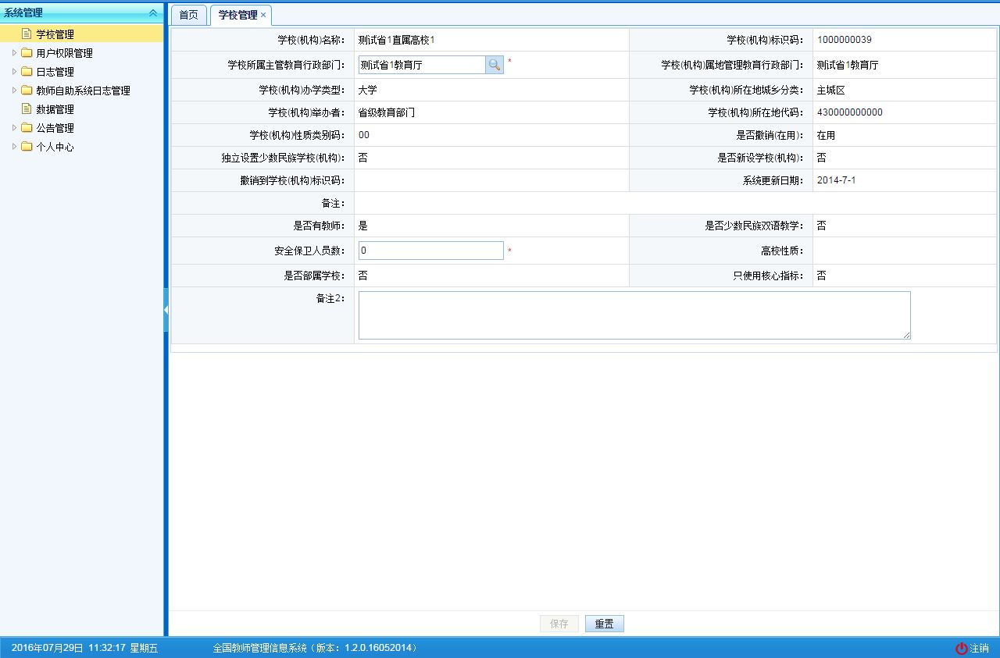 系统管理
首页
学校管理
学校管理
用户权限管理
日志管理
教师自助系统日志管理
数据管理
公告管理
个人中心
学校(机构)名称： 测试省1直属高校1 学校(机构)标识码： 1000000039
学校所属主管教育行政部门： 测试省1教育厅 * 学校(机构)属地管理教育行政部门： 测试省1教育厅
学校(机构)办学类型： 大学 学校(机构)所在地城乡分类： 主城区
学校(机构)举办者： 省级教育部门 学校(机构)所在地代码： 430000000000
学校(机构)性质类别码： 00 是否撤销(在用)： 在用
独立设置少数民族学校(机构)： 否 是否新设学校(机构)： 否
撤销到学校(机构)标识码： 系统更新日期： 2014-7-1
备注：
是否有教师： 是 是否少数民族双语教学： 否
安全保卫人员数： 0 * 高校性质：
是否部属学校： 否 只使用核心指标： 否
备注2：
保存 重置
2016年07月29日 11:32:17 星期五 全国教师管理信息系统（版本：1.2.0.16052014） 注销